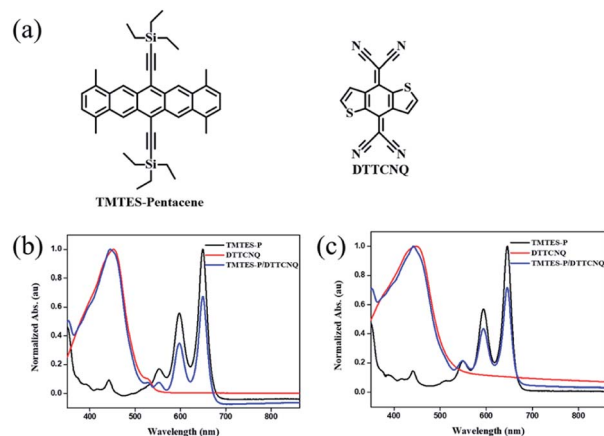 (a)
Si
Si
TMTES-Pentacene
N N
S
S
N N
DTTCNQ
(b)
TMTES-P
DTTCNQ
TMTES-P/DTTCNQ
Normalized Abs. (au)
1.0
0.8
0.6
0.4
0.2
0.0
400 500 600 700 800
Wavelength (nm)
(c)
TMTES-P
DTTCNQ
TMTES-P/DTTCNQ
Normalized Abs. (au)
1.0
0.8
0.6
0.4
0.2
0.0
400 500 600 700 800
Wavelength (nm)